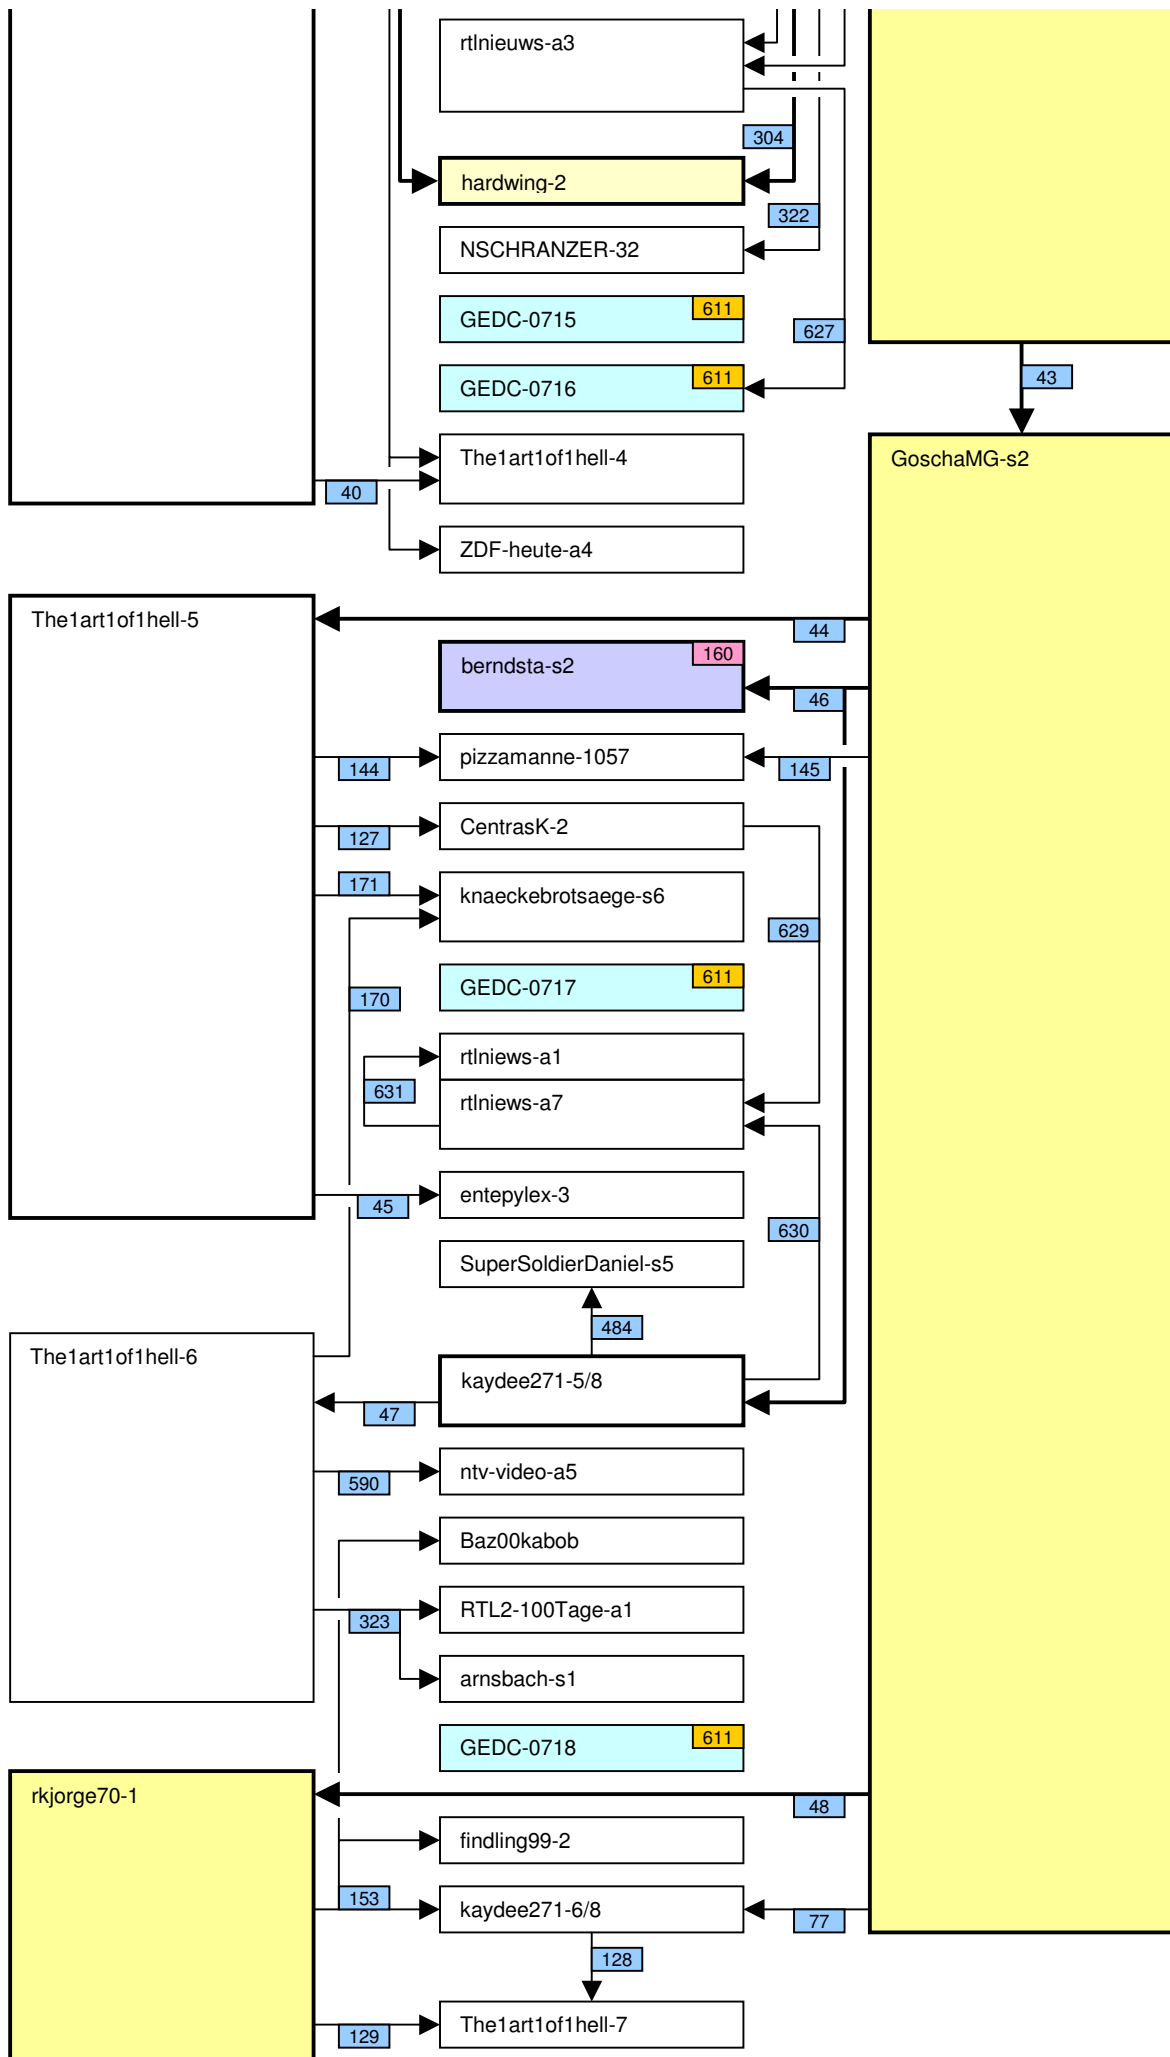 rtlnieuws-a3
304
hardwing-2
322
NSCHRANZER-32
611
GEDC-0715
627
611
GEDC-0716
43
The1art1of1hell-4
GoschaMG-s2
40
ZDF-heute-a4
The1art1of1hell-5
44
160
berndsta-s2
46
pizzamanne-1057
144
145
CentrasK-2
127
171
knaeckebrotsaege-s6
629
611
GEDC-0717
170
rtlniews-a1
631
rtlniews-a7
entepylex-3
45
630
SuperSoldierDaniel-s5
484
The1art1of1hell-6
kaydee271-5/8
47
ntv-video-a5
590
Baz00kabob
RTL2-100Tage-a1
323
arnsbach-s1
611
GEDC-0718
rkjorge70-1
48
findling99-2
153
kaydee271-6/8
77
128
The1art1of1hell-7
129